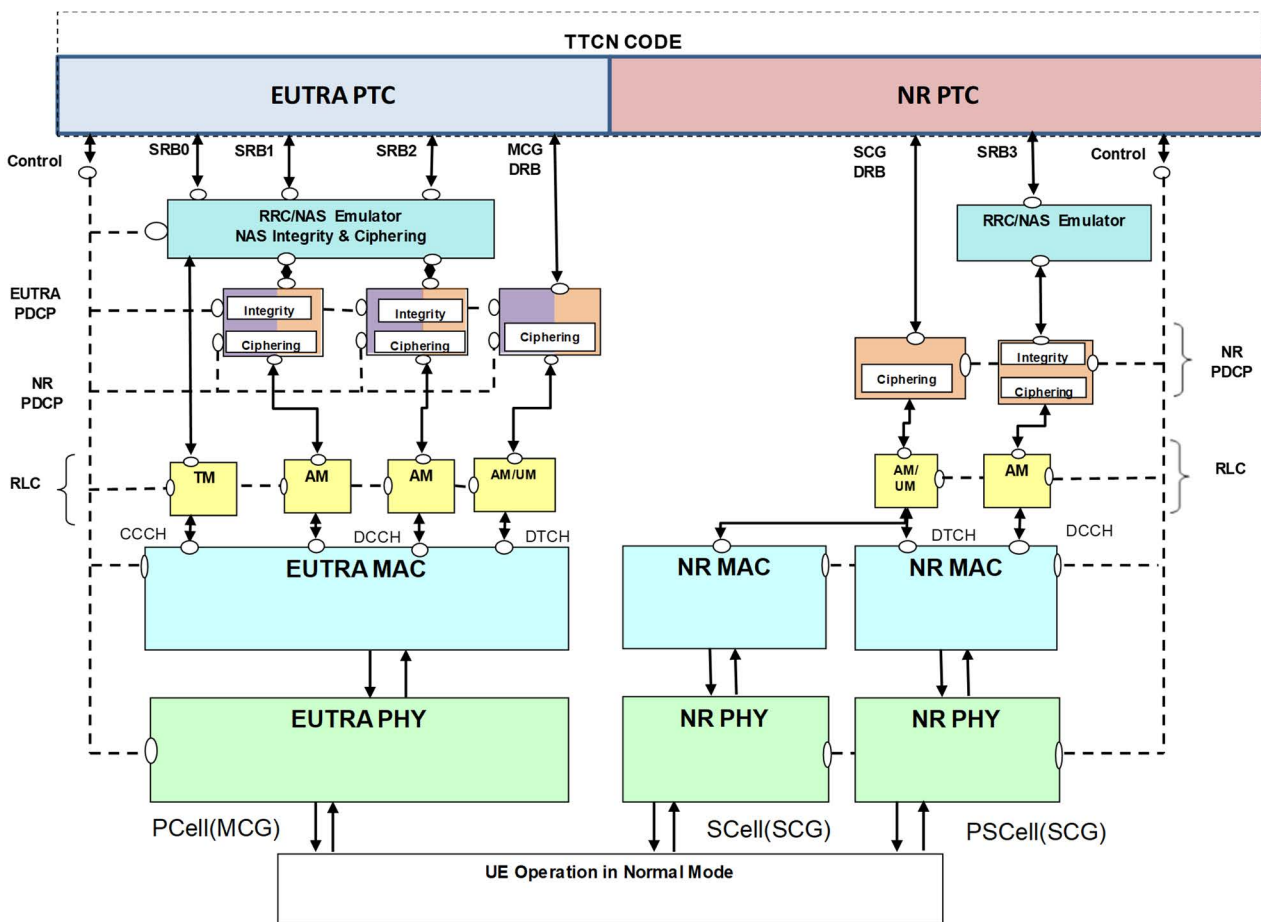 TTCN CODE
EUTRA PTC
NR PTC
Control
SRB0
SRB1
SRB2
MCG
DRB
SCG
DRB
SRB3
Control
RRC/NAS Emulator
NAS Integrity & Ciphering
RRC/NAS Emulator
EUTRA
PDCP
Integrity
Ciphering
Integrity
Ciphering
Ciphering
NR
PDCP
Ciphering
Integrity
Ciphering
NR
PDCP
RLC
TM
AM
AM
AM/UM
AM/
UM
AM
RLC
CCCH
DCCH
DTCH
DTCH
DCCH
EUTRA MAC
NR MAC
NR MAC
EUTRA PHY
NR PHY
NR PHY
PCell(MCG)
SCell(SCG)
PSCell(SCG)
UE Operation in Normal Mode